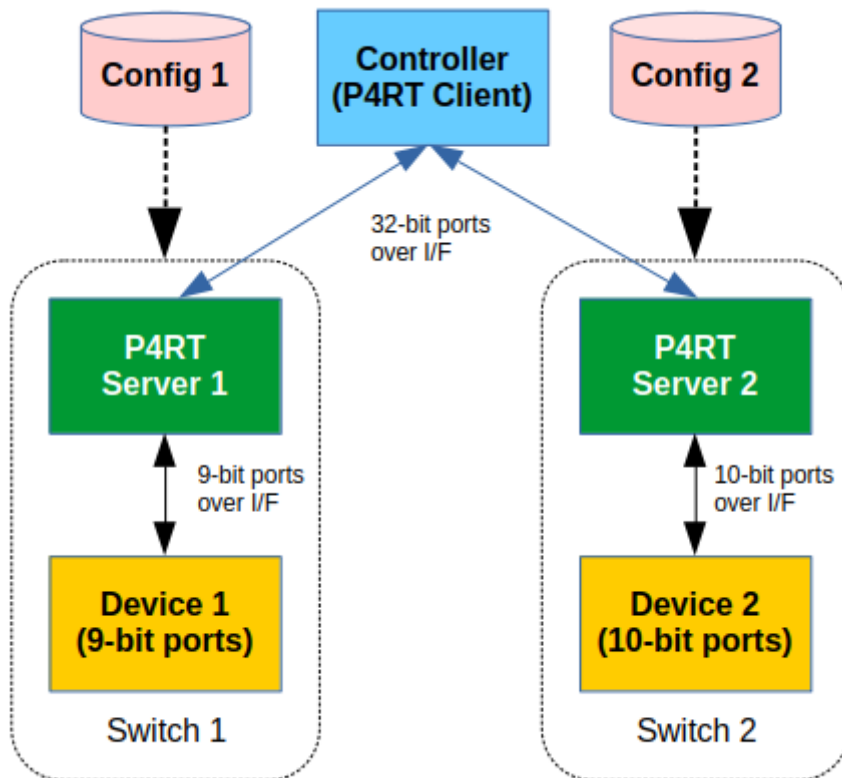 Config 1
Controller
(P4RT Client)
Config 2
32-bit ports
over I/F
P4RT
Server 1
P4RT
Server 2
9-bit ports
over I/F
10-bit ports
over I/F
Device 1
(9-bit ports)
Device 2
(10-bit ports)
Switch 1
Switch 2